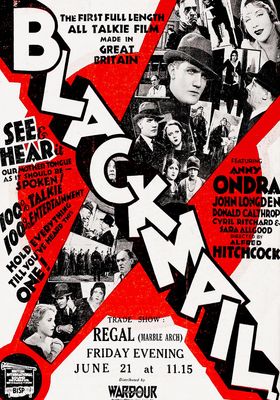 THE FIRST FULL LENGTH
ALL TALKIE FILM
MADE IN
GREAT
BRITAIN
BLACKMAIL
SEE &
HEAR it
OUR MOTHER TONGUE
AS IT SHOULD BE —
SPOKEN!
100% TALKIE
100% ENTERTAINMENT
HOLD EVERYTHING
TILL YOU'VE HEARD THIS
ONE!
FEATURING
ANNY
ONDRA
JOHN LONGDEN
DONALD CALTHROP
CYRIL RITCHARD &
SARA ALLGOOD
DIRECTED BY
ALFRED
HITCHCOCK
TRADE SHOW:
REGAL (MARBLE ARCH)
FRIDAY EVENING
JUNE 21 at 11.15
Distributed by
WARDOUR
BISP